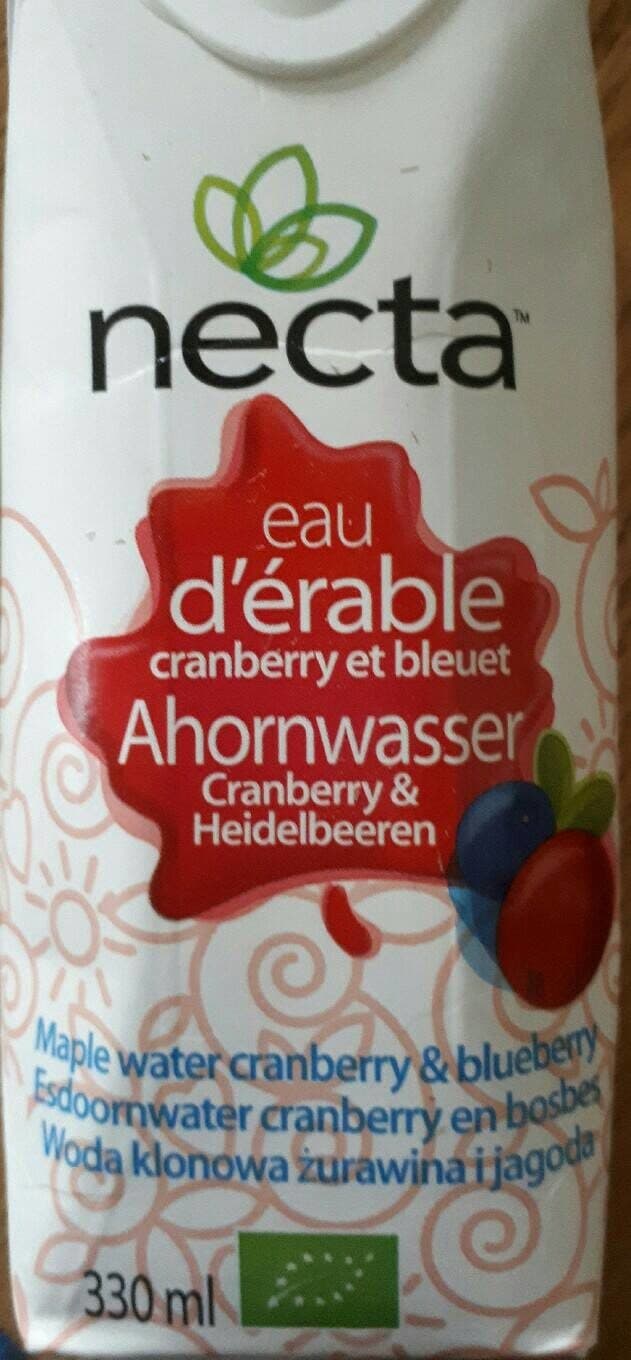 necta™
eau
d'érable
cranberry et bleuet
Ahornwasser
Cranberry &
Heidelbeeren
Maple water cranberry & blueberry
Esdoornwater cranberry en bosbes
Woda klonowa żurawina i jagoda
330 ml